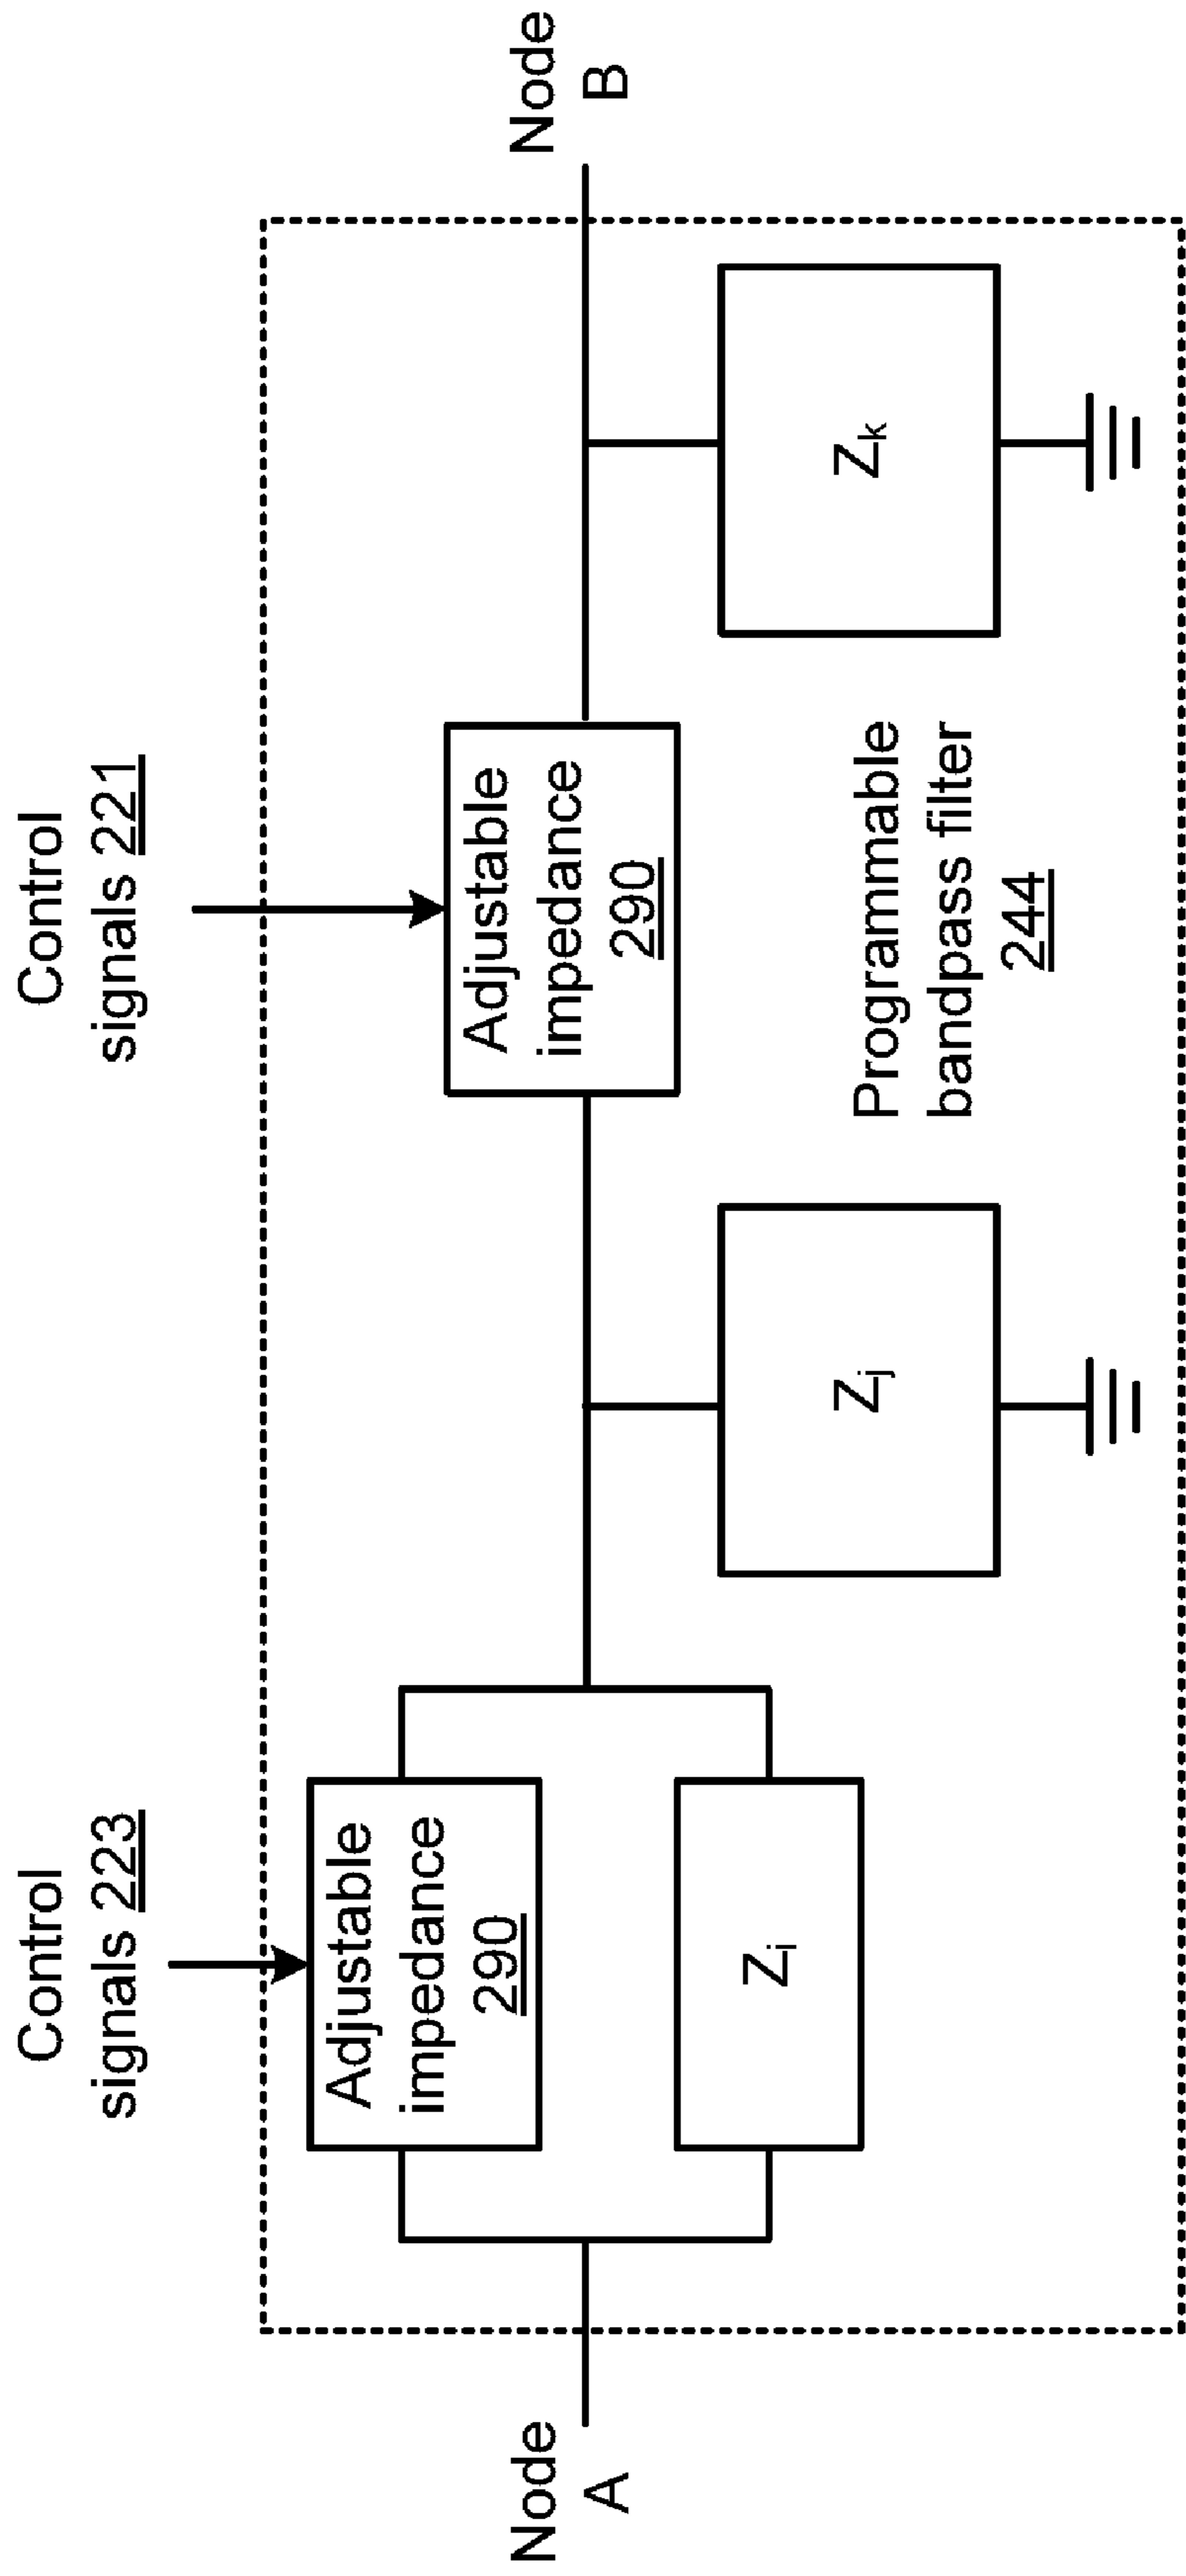 Control
signals 223
Control
signals 221
Adjustable
impedance
290
Adjustable
impedance
290
Node
A
Node
B
Zi
Zj
Zk
Programmable
bandpass filter
244